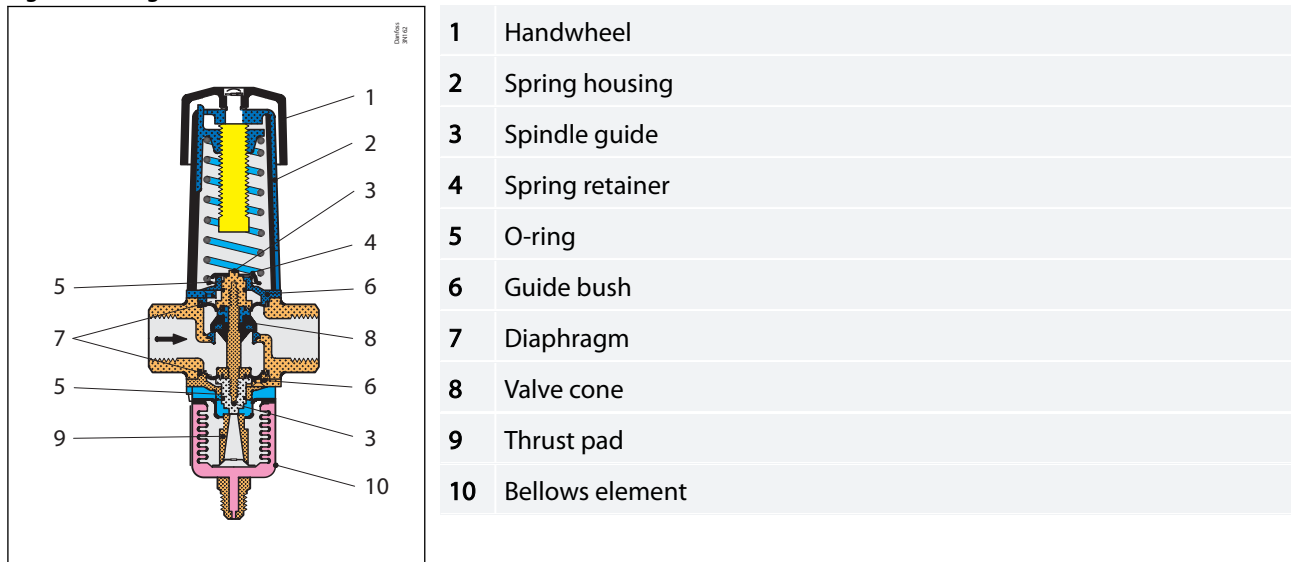 Danfoss
3N162
1
2
3
4
5
6
7
8
5
6
9
3
10
1 Handwheel
2 Spring housing
3 Spindle guide
4 Spring retainer
5 O-ring
6 Guide bush
7 Diaphragm
8 Valve cone
9 Thrust pad
10 Bellows element